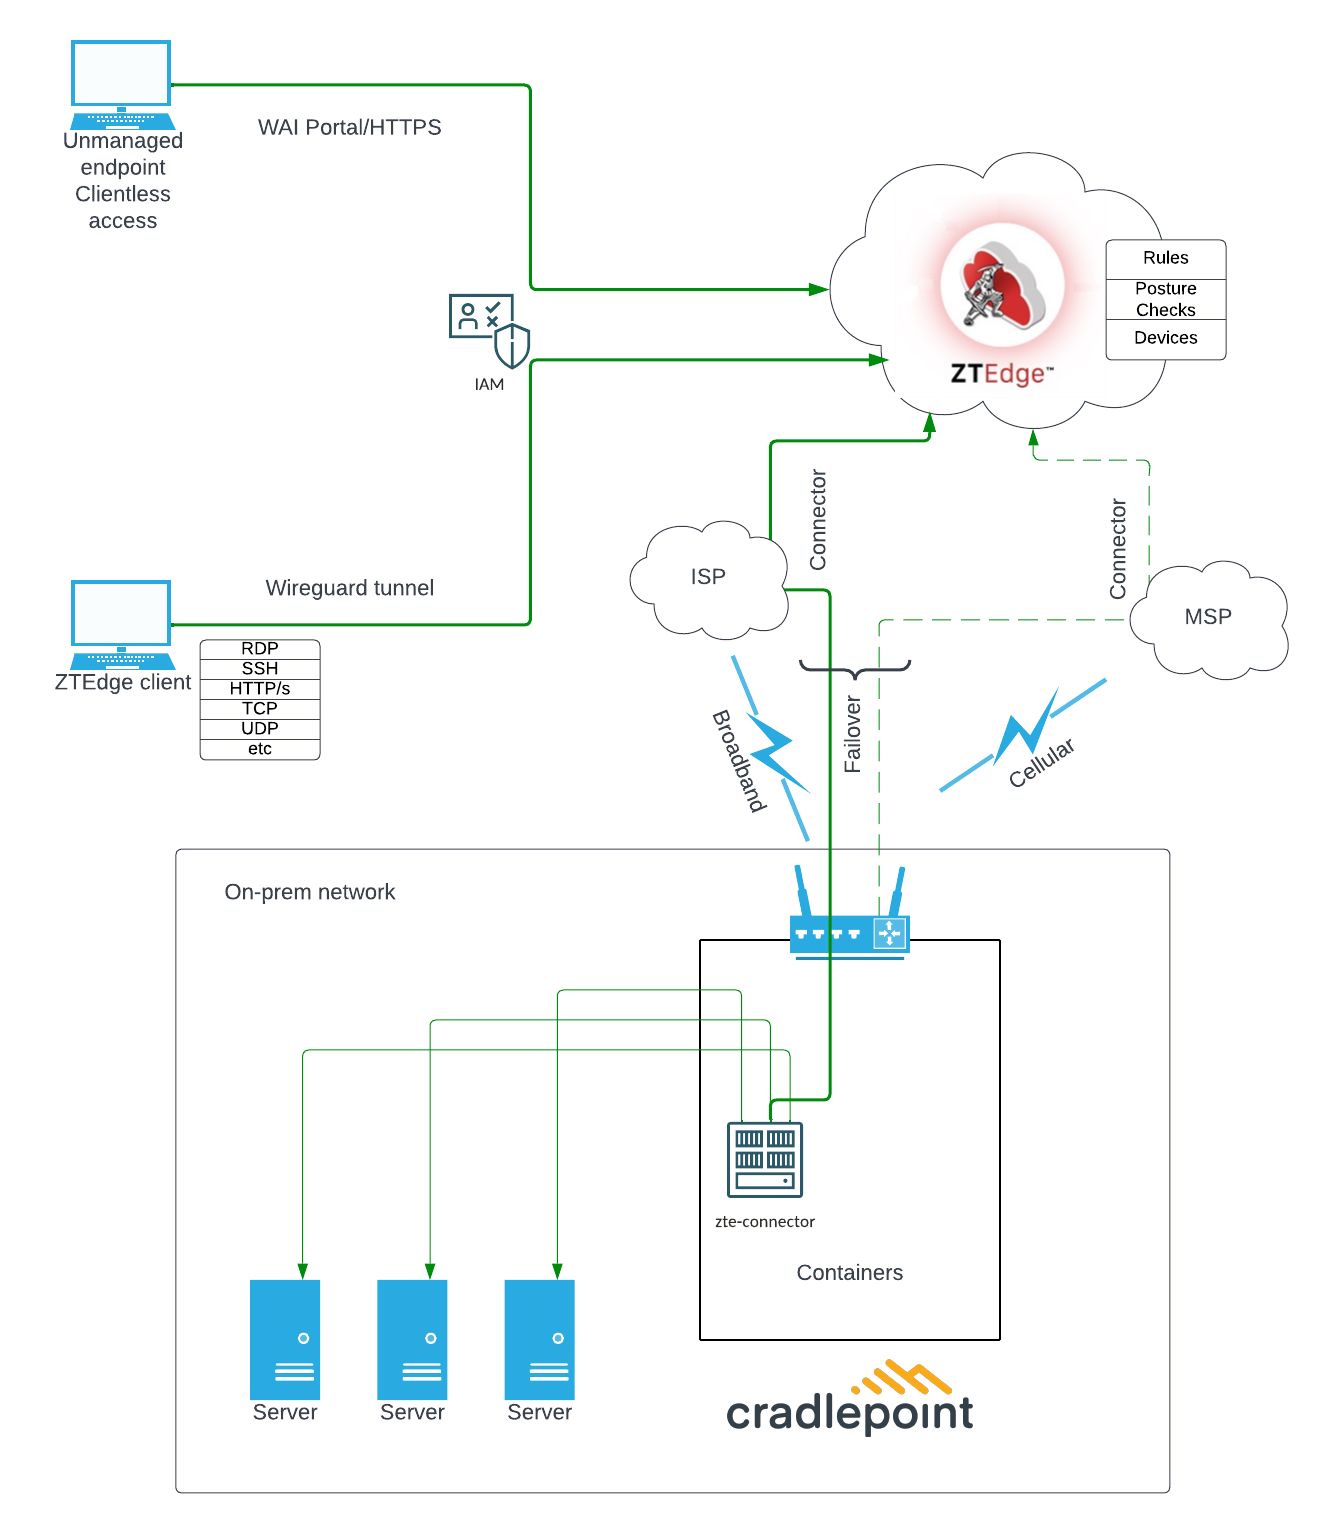 Unmanaged
endpoint
Clientless
access
WAI Portal/HTTPS
IAM
ZTEdge™
Rules
Posture
Checks
Devices
Connector
Connector
ISP
MSP
Wireguard tunnel
ZTEdge client
RDP
SSH
HTTP/s
TCP
UDP
etc
Broadband
Failover
Cellular
On-prem network
zte-connector
Containers
Server
Server
Server
cradlepoint